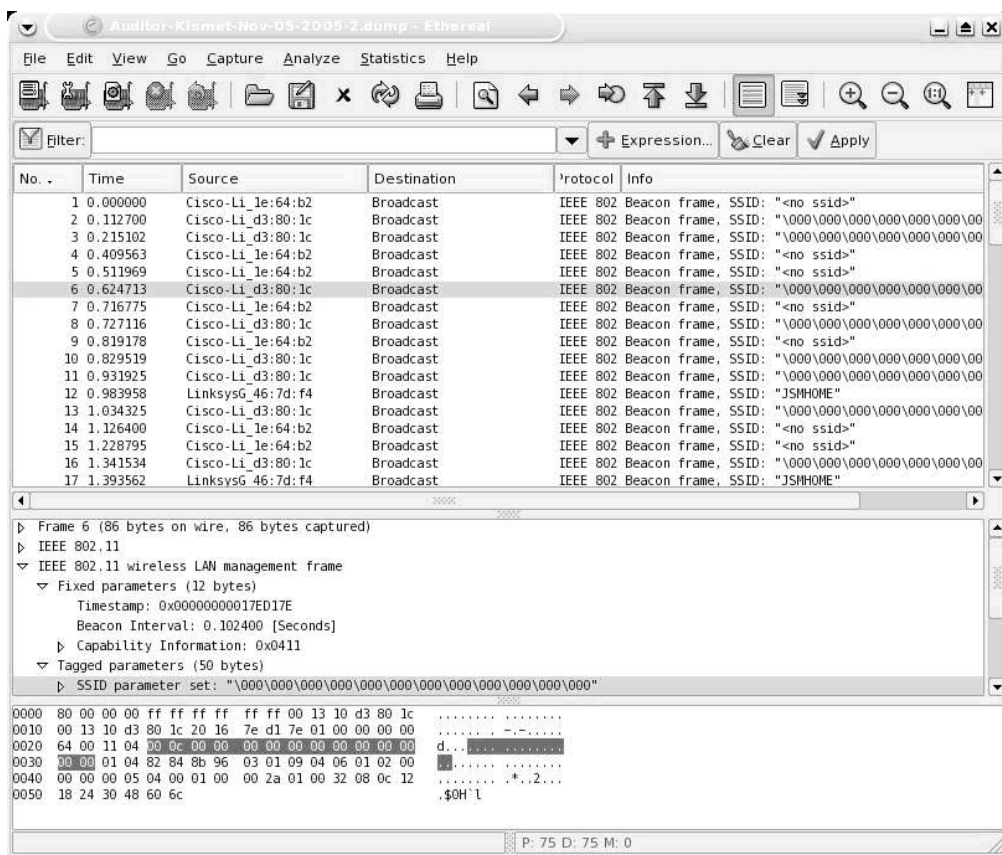 Auditor-Kismet-Nov-05-2005-2.dump - Ethereal
File Edit View Go Capture Analyze Statistics Help
Filter: Expression... Clear Apply
No. . Time Source Destination Protocol Info
1 0.000000 Cisco-Li_1e:64:b2 Broadcast IEEE 802 Beacon frame, SSID: "<no ssid>"
2 0.112700 Cisco-Li_d3:80:1c Broadcast IEEE 802 Beacon frame, SSID: "\000\000\000\000\000\000\00
3 0.215102 Cisco-Li_d3:80:1c Broadcast IEEE 802 Beacon frame, SSID: "\000\000\000\000\000\000\00
4 0.409563 Cisco-Li_1e:64:b2 Broadcast IEEE 802 Beacon frame, SSID: "<no ssid>"
5 0.511969 Cisco-Li_1e:64:b2 Broadcast IEEE 802 Beacon frame, SSID: "<no ssid>"
6 0.624713 Cisco-Li_d3:80:1c Broadcast IEEE 802 Beacon frame, SSID: "\000\000\000\000\000\000\00
7 0.716775 Cisco-Li_1e:64:b2 Broadcast IEEE 802 Beacon frame, SSID: "<no ssid>"
8 0.727116 Cisco-Li_d3:80:1c Broadcast IEEE 802 Beacon frame, SSID: "\000\000\000\000\000\000\00
9 0.819178 Cisco-Li_1e:64:b2 Broadcast IEEE 802 Beacon frame, SSID: "<no ssid>"
10 0.829519 Cisco-Li_d3:80:1c Broadcast IEEE 802 Beacon frame, SSID: "\000\000\000\000\000\000\00
11 0.931925 Cisco-Li_d3:80:1c Broadcast IEEE 802 Beacon frame, SSID: "\000\000\000\000\000\000\00
12 0.983958 LinksysG_46:7d:f4 Broadcast IEEE 802 Beacon frame, SSID: "JSMHOME"
13 1.034325 Cisco-Li_d3:80:1c Broadcast IEEE 802 Beacon frame, SSID: "\000\000\000\000\000\000\00
14 1.126400 Cisco-Li_1e:64:b2 Broadcast IEEE 802 Beacon frame, SSID: "<no ssid>"
15 1.228795 Cisco-Li_1e:64:b2 Broadcast IEEE 802 Beacon frame, SSID: "<no ssid>"
16 1.341534 Cisco-Li_d3:80:1c Broadcast IEEE 802 Beacon frame, SSID: "\000\000\000\000\000\000\00
17 1.393562 LinksysG_46:7d:f4 Broadcast IEEE 802 Beacon frame, SSID: "JSMHOME"
Frame 6 (86 bytes on wire, 86 bytes captured)
IEEE 802.11
IEEE 802.11 wireless LAN management frame
Fixed parameters (12 bytes)
Timestamp: 0x00000000017ED17E
Beacon Interval: 0.102400 [Seconds]
Capability Information: 0x0411
Tagged parameters (50 bytes)
SSID parameter set: "\000\000\000\000\000\000\000\000\000\000\000\000"
0000 80 00 00 00 ff ff ff ff ff ff 00 13 10 d3 80 1c ........ ........
0010 00 13 10 d3 80 1c 20 16 7e d1 7e 01 00 00 00 00 ...... . ~.~.....
0020 64 00 11 04 00 0c 00 00 00 00 00 00 00 00 00 00 d....... ........
0030 00 00 01 04 82 84 8b 96 03 01 09 04 06 01 02 00 ........ ........
0040 00 00 00 05 04 00 01 00 00 2a 01 00 32 08 0c 12 ........ .*..2...
0050 18 24 30 48 60 6c .$0H`l
P: 75 D: 75 M: 0